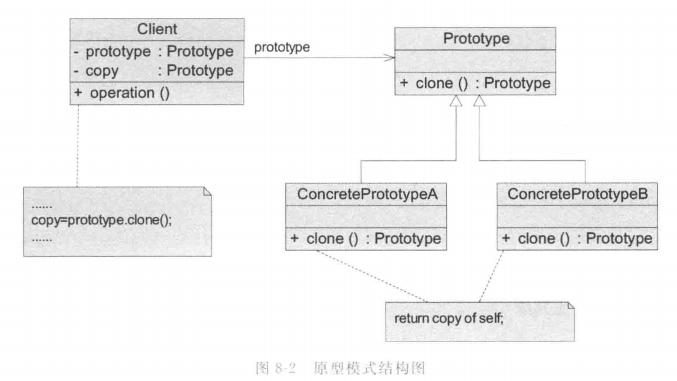 Client
- prototype : Prototype
- copy : Prototype
+ operation ()
prototype
Prototype
+ clone () : Prototype
......
copy=prototype.clone();
......
ConcretePrototypeA
+ clone () : Prototype
ConcretePrototypeB
+ clone () : Prototype
return copy of self;
图 8-2 原型模式结构图